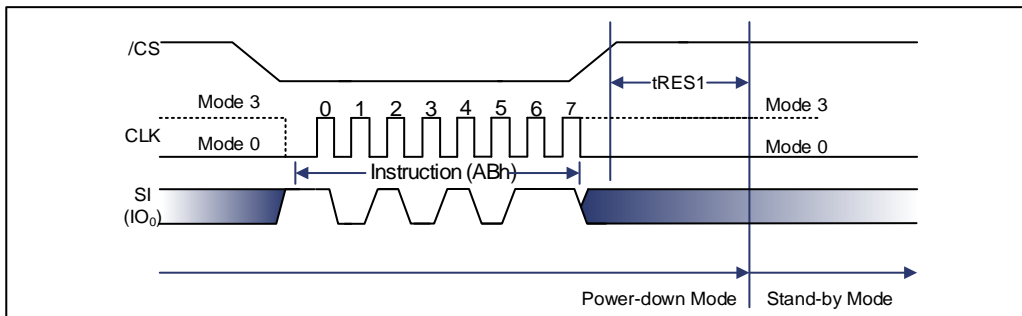 /CS
tRES1
Mode 3
0 1 2 3 4 5 6 7
Mode 3
CLK
Mode 0
Mode 0
Instruction (ABh)
SI
(IO₀)
Power-down Mode
Stand-by Mode